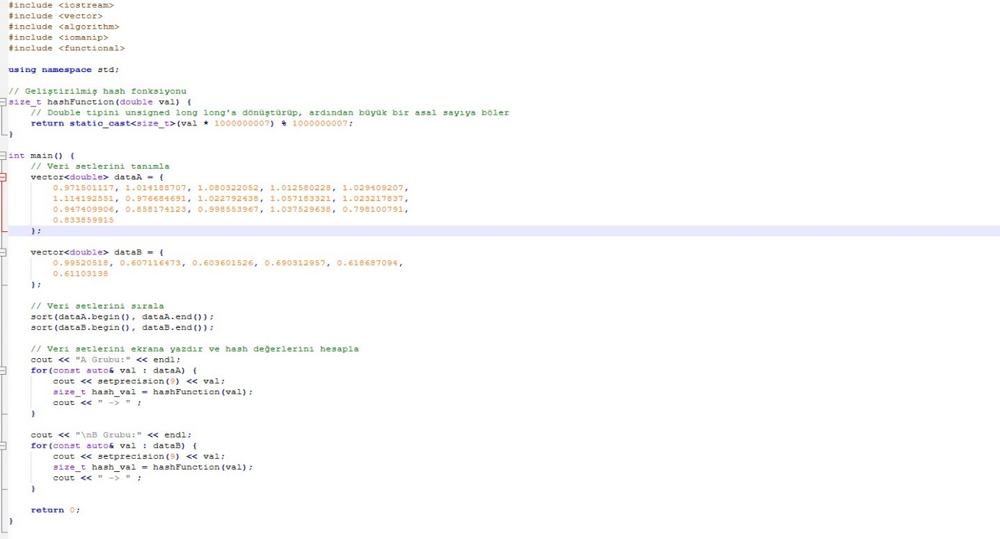 #include <iostream>
#include <vector>
#include <algorithm>
#include <iomanip>
#include <functional>
using namespace std;
// Geliştirilmiş hash fonksiyonu
size_t hashFunction(double val) {
// Double tipini unsigned long long'a dönüştürüp, ardından büyük bir asal sayıya böler
return static_cast<size_t>(val * 1000000007) % 1000000007;
}
int main() {
// Veri setlerini tanımla
vector<double> dataA = {
0.971501117, 1.014188707, 1.080322052, 1.012580228, 1.029409207,
1.114192551, 0.976684691, 1.022792438, 1.057183321, 1.023217837,
0.947409906, 0.858174123, 0.998553967, 1.037529638, 0.798100791,
0.833859915
};
vector<double> dataB = {
0.99520518, 0.607116473, 0.603601526, 0.690312957, 0.618687094,
0.61103138
};
// Veri setlerini sırala
sort(dataA.begin(), dataA.end());
sort(dataB.begin(), dataB.end());
// Veri setlerini ekrana yazdır ve hash değerlerini hesapla
cout << "A Grubu:" << endl;
for(const auto& val : dataA) {
cout << setprecision(9) << val;
size_t hash_val = hashFunction(val);
cout << " -> " ;
}
cout << "\nB Grubu:" << endl;
for(const auto& val : dataB) {
cout << setprecision(9) << val;
size_t hash_val = hashFunction(val);
cout << " -> " ;
}
return 0;
}